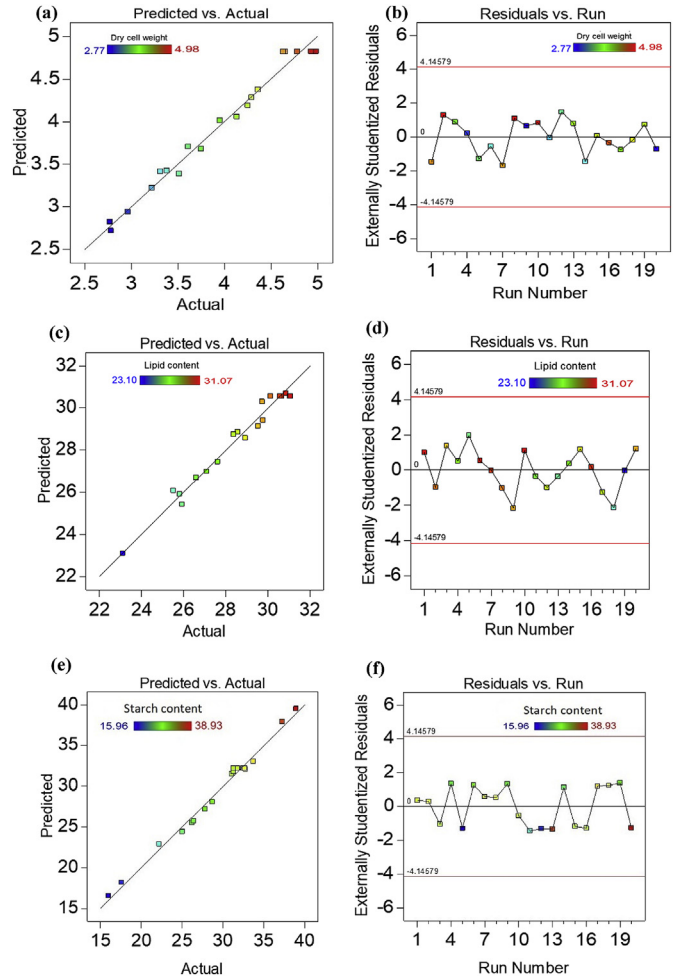 (a)
Predicted vs. Actual
Dry cell weight
2.77 4.98
Predicted
5
4.5
4
3.5
3
2.5
2.5 3 3.5 4 4.5 5
Actual
(b)
Residuals vs. Run
Dry cell weight
2.77 4.98
Externally Studentized Residuals
6
4
2
0
-2
-4
-6
4.14579
0
-4.14579
1 4 7 10 13 16 19
Run Number
(c)
Predicted vs. Actual
Lipid content
23.10 31.07
Predicted
32
30
28
26
24
22
22 24 26 28 30 32
Actual
(d)
Residuals vs. Run
Lipid content
23.10 31.07
Externally Studentized Residuals
6
4
2
0
-2
-4
-6
4.14579
0
-4.14579
1 4 7 10 13 16 19
Run Number
(e)
Predicted vs. Actual
Starch content
15.96 38.93
Predicted
40
35
30
25
20
15
15 20 25 30 35 40
Actual
(f)
Residuals vs. Run
Starch content
15.96 38.93
Externally Studentized Residuals
6
4
2
0
-2
-4
-6
4.14579
0
-4.14579
1 4 7 10 13 16 19
Run Number